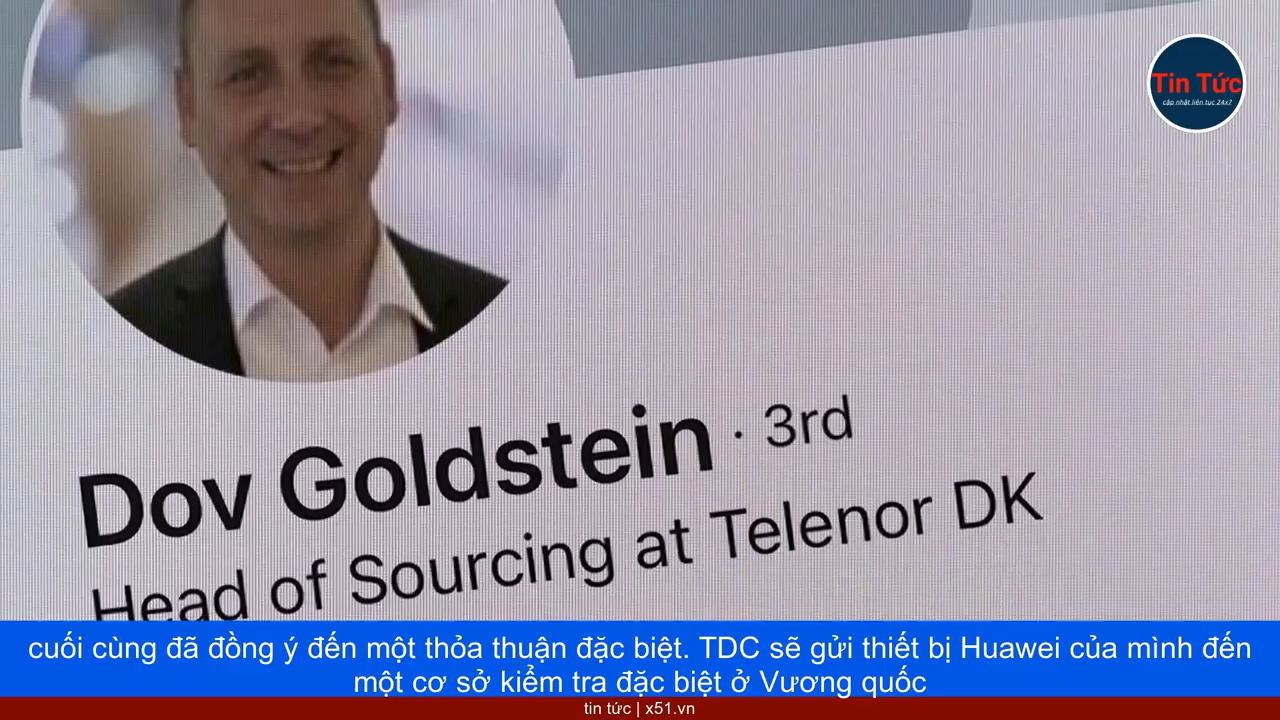 Tin Tức
cập nhật liên tục 24x7
Dov Goldstein · 3rd
Head of Sourcing at Telenor DK
cuối cùng đã đồng ý đến một thỏa thuận đặc biệt. TDC sẽ gửi thiết bị Huawei của mình đến
một cơ sở kiểm tra đặc biệt ở Vương quốc
tin tức | x51.vn